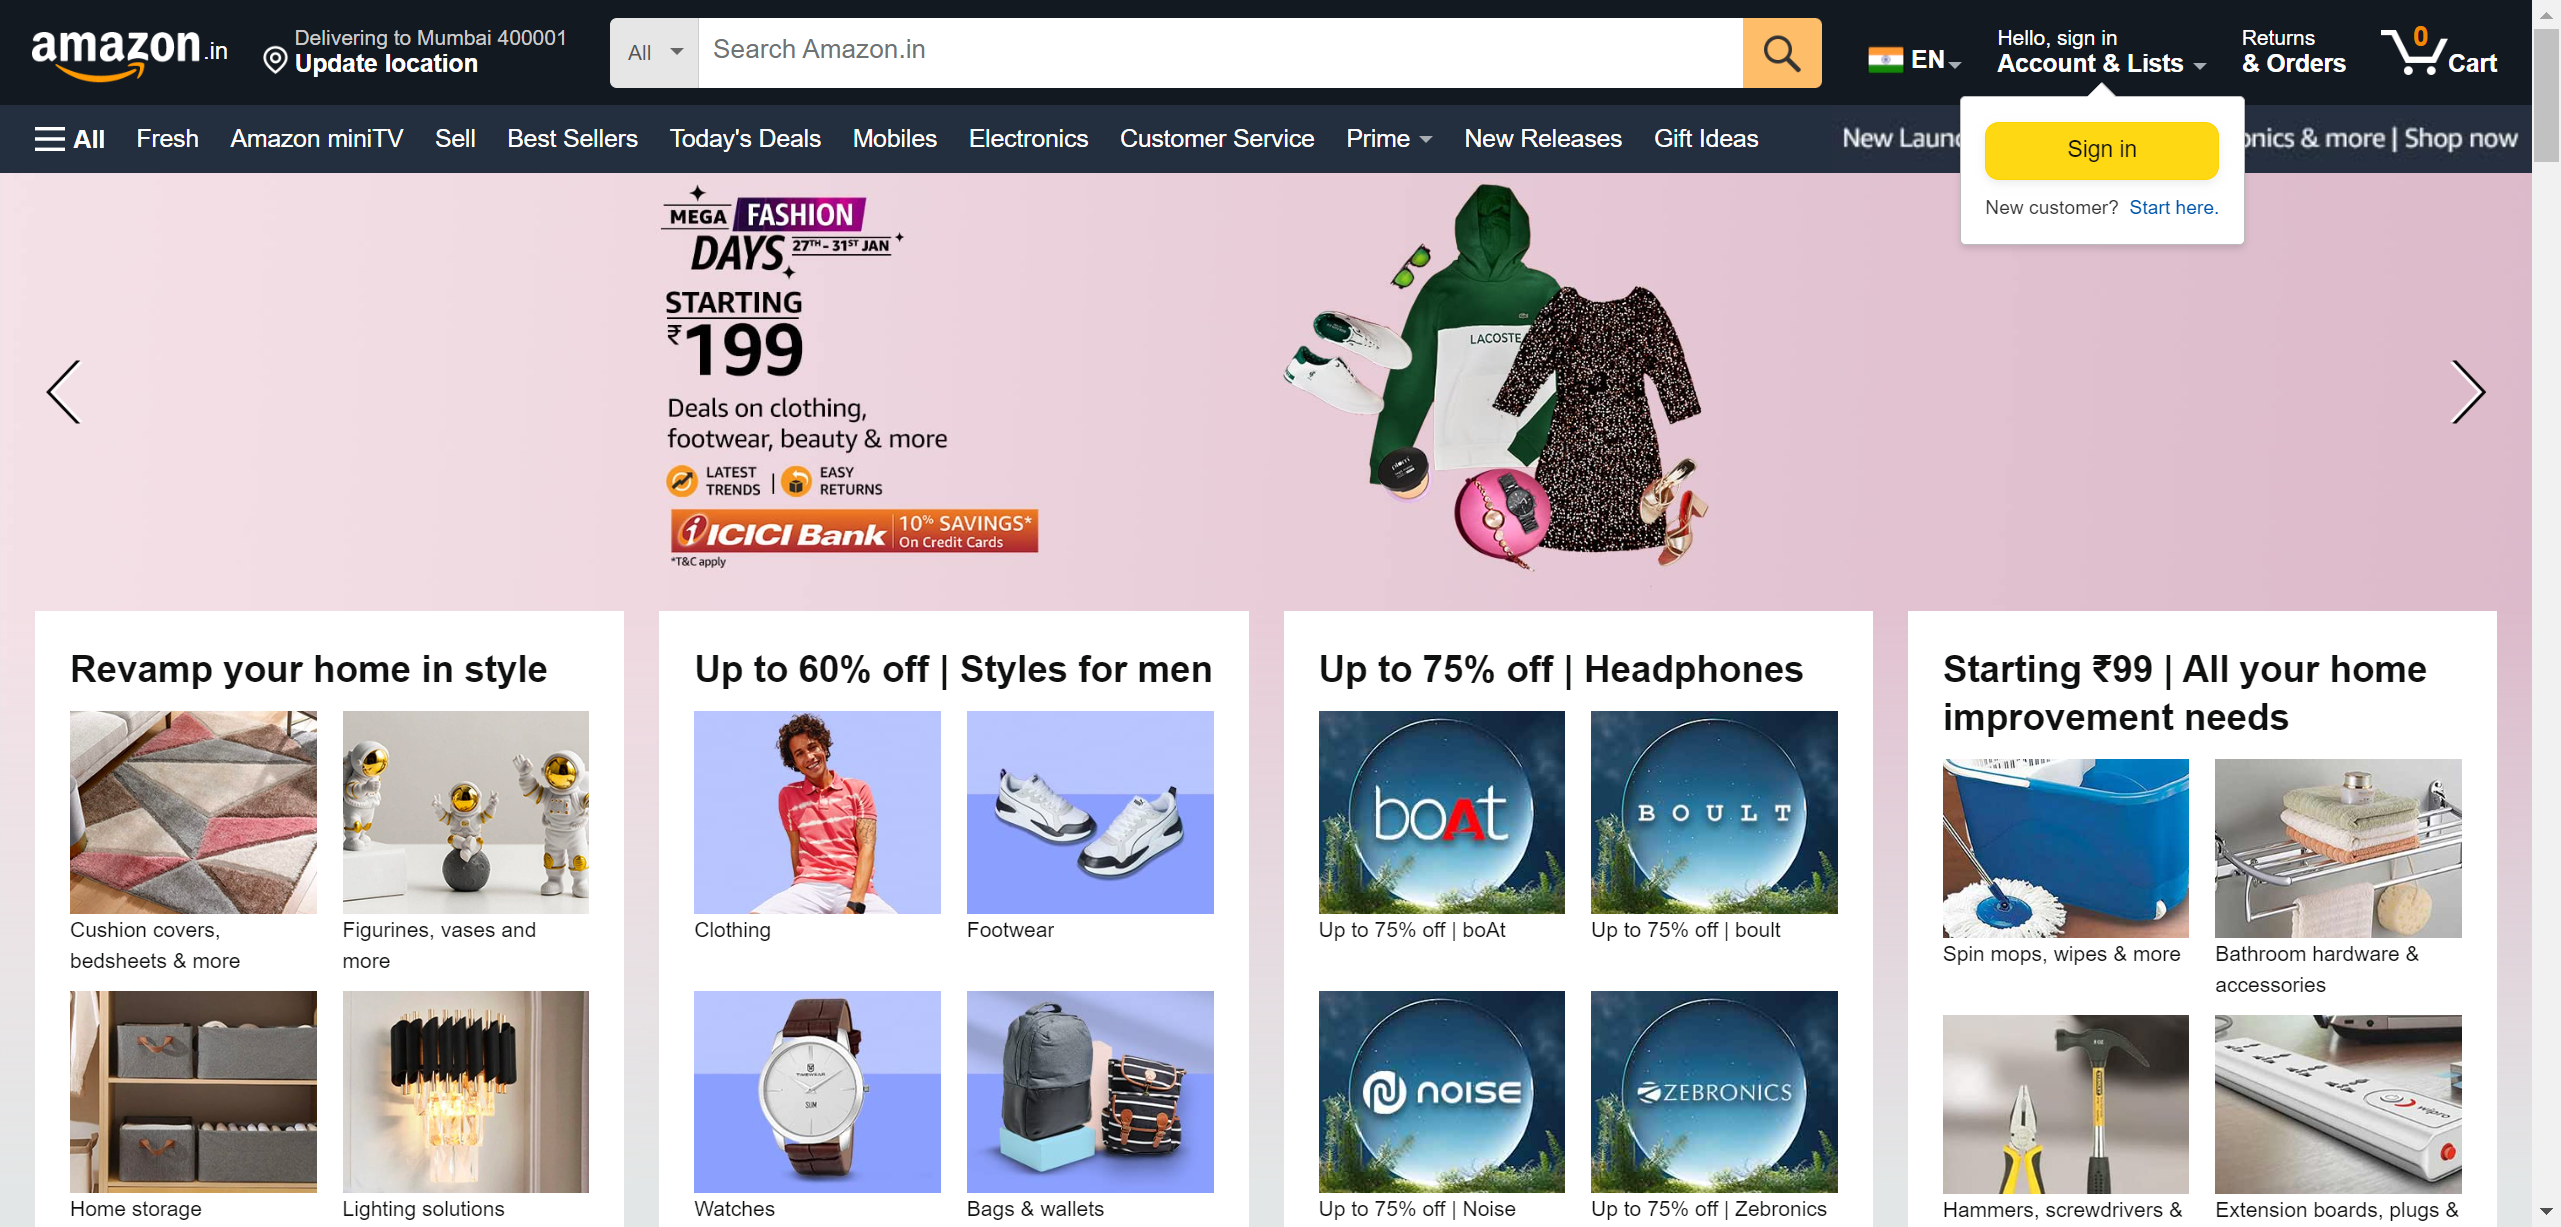 amazon.in
Delivering to Mumbai 400001
Update location
All
Search Amazon.in
EN
Hello, sign in
Account & Lists
Returns
& Orders
0
Cart
All
Fresh
Amazon miniTV
Sell
Best Sellers
Today's Deals
Mobiles
Electronics
Customer Service
Prime
New Releases
Gift Ideas
New
& more | Shop now
Sign in
New customer? Start here.
MEGA FASHION
DAYS 27TH - 31ST JAN
STARTING
₹199
Deals on clothing,
footwear, beauty & more
LATEST
TRENDS
EASY
RETURNS
ICICI Bank
10% SAVINGS*
On Credit Cards
*T&C apply
LACOSTE
Revamp your home in style
Cushion covers,
bedsheets & more
Figurines, vases and
more
Home storage
Lighting solutions
Up to 60% off | Styles for men
Clothing
Footwear
TIMEWEAR
SLIM
Watches
Bags & wallets
Up to 75% off | Headphones
boAt
Up to 75% off | boAt
BOULT
Up to 75% off | boult
NOISE
Up to 75% off | Noise
ZEBRONICS
Up to 75% off | Zebronics
Starting ₹99 | All your home
improvement needs
Spin mops, wipes & more
Bathroom hardware &
accessories
Hammers, screwdrivers &
wipro
Extension boards, plugs &